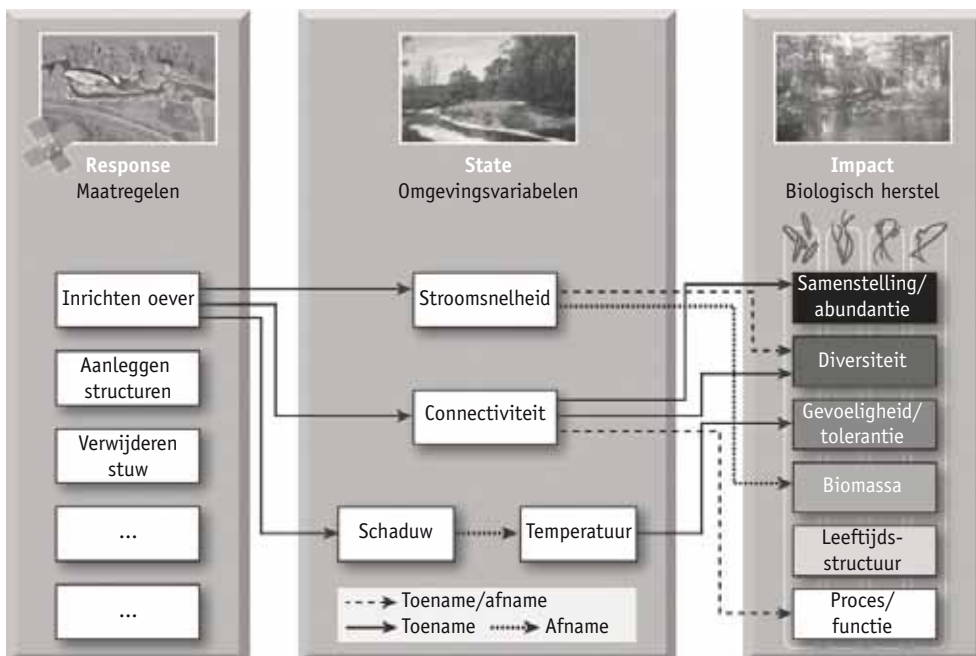 Response
Maatregelen
Inrichten oever
Aanleggen
structuren
Verwijderen
stuw
...
...
State
Omgevingsvariabelen
Stroomsnelheid
Connectiviteit
Schaduw
Temperatuur
Toename/afname
Toename
Afname
Impact
Biologisch herstel
Samenstelling/
abundantie
Diversiteit
Gevoeligheid/
tolerantie
Biomassa
Leeftijds-
structuur
Proces/
functie